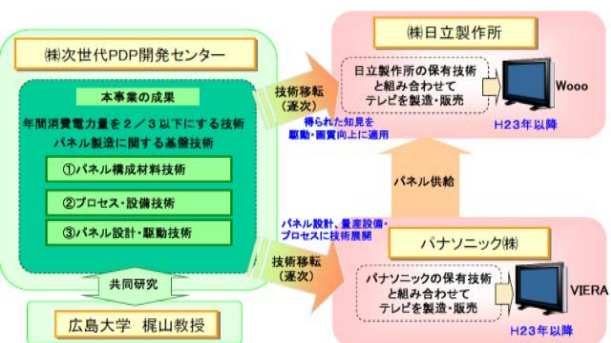 ㈱次世代PDP開発センター
本事業の成果
年間消費電力量を2/3以下にする技術
パネル製造に関する基盤技術
①パネル構成材料技術
②プロセス・設備技術
③パネル設計・駆動技術
共同研究
広島大学 梶山教授
技術移転
(逐次)
得られた知見を
駆動・画質向上に適用
パネル設計、量産設備・
プロセスに技術展開
技術移転
(逐次)
㈱日立製作所
日立製作所の保有技術
と組み合わせて
テレビを製造・販売
Wooo
H23年以降
パネル供給
パナソニック㈱
パナソニックの保有技術
と組み合わせて
テレビを製造・販売
VIERA
H23年以降